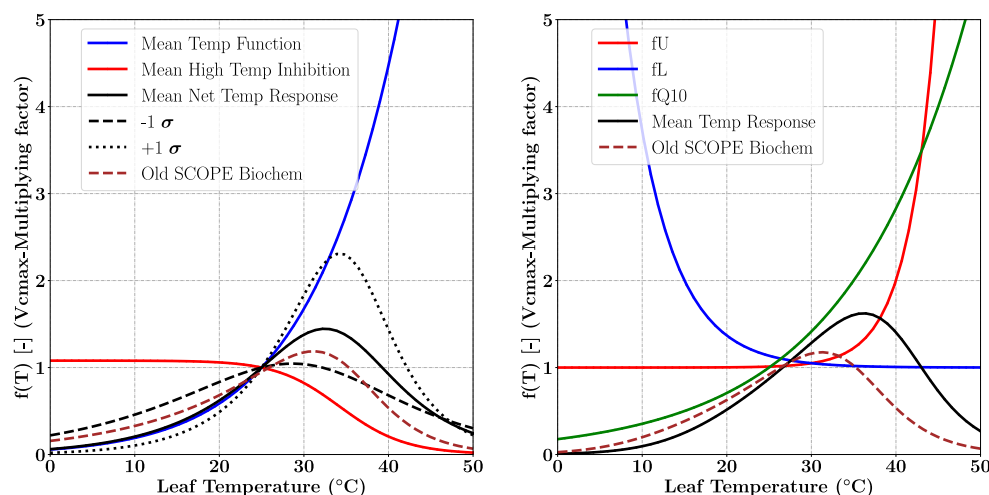 f(T) [-] (Vcmax-Multiplying factor)
5
4
3
2
1
0
Mean Temp Function
Mean High Temp Inhibition
Mean Net Temp Response
-1 σ
+1 σ
Old SCOPE Biochem
0 10 20 30 40 50
Leaf Temperature (°C)
f(T) [-] (Vcmax-Multiplying factor)
5
4
3
2
1
0
fU
fL
fQ10
Mean Temp Response
Old SCOPE Biochem
0 10 20 30 40 50
Leaf Temperature (°C)